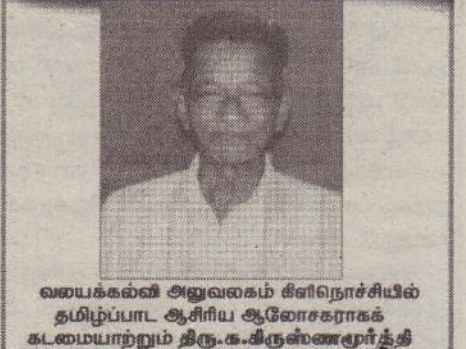 வலயக்கல்வி அலுவலகம் கிளிநொச்சியில்
தமிழ்ப்பாட ஆசிரிய ஆலோசகராகக்
கடமையாற்றும் திரு.க.கிருஸ்ணமூர்த்தி